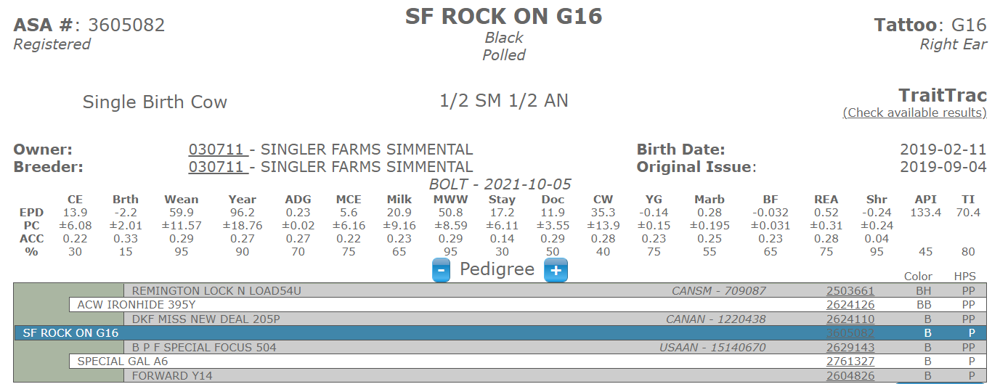 SF ROCK ON G16
ASA #: 3605082
Tattoo: G16
Registered
Black
Right Ear
Polled
Single Birth Cow
1/2 SM 1/2 AN
TraitTrac
(Check available results)
Owner: 030711 - SINGLER FARMS SIMMENTAL Birth Date: 2019-02-11
Breeder: 030711 - SINGLER FARMS SIMMENTAL Original Issue: 2019-09-04
BOLT - 2021-10-05
CE Brth Wean Year ADG MCE Milk MWW Stay Doc CW YG Marb BF REA Shr API TI
EPD 13.9 -2.2 59.9 96.2 0.23 5.6 20.9 50.8 17.2 11.9 35.3 -0.14 0.28 -0.032 0.52 -0.24 133.4 70.4
PC ±6.08 ±2.01 ±11.57 ±18.76 ±0.02 ±6.16 ±9.16 ±8.59 ±6.11 ±3.55 ±13.9 ±0.15 ±0.195 ±0.031 ±0.31 ±0.24
ACC 0.22 0.33 0.29 0.27 0.27 0.22 0.23 0.29 0.14 0.29 0.28 0.23 0.25 0.23 0.28 0.04
% 30 15 95 90 70 75 65 95 30 50 40 75 55 65 75 95 45 80
- Pedigree +
Color HPS
REMINGTON LOCK N LOAD54U CANSM - 709087 2503661 BH PP
ACW IRONHIDE 395Y 2624126 BB PP
DKF MISS NEW DEAL 205P CANAN - 1220438 2624110 B PP
SF ROCK ON G16 3605082 B P
B P F SPECIAL FOCUS 504 USAAN - 15140670 2629143 B PP
SPECIAL GAL A6 2761327 B P
FORWARD Y14 2604826 B P